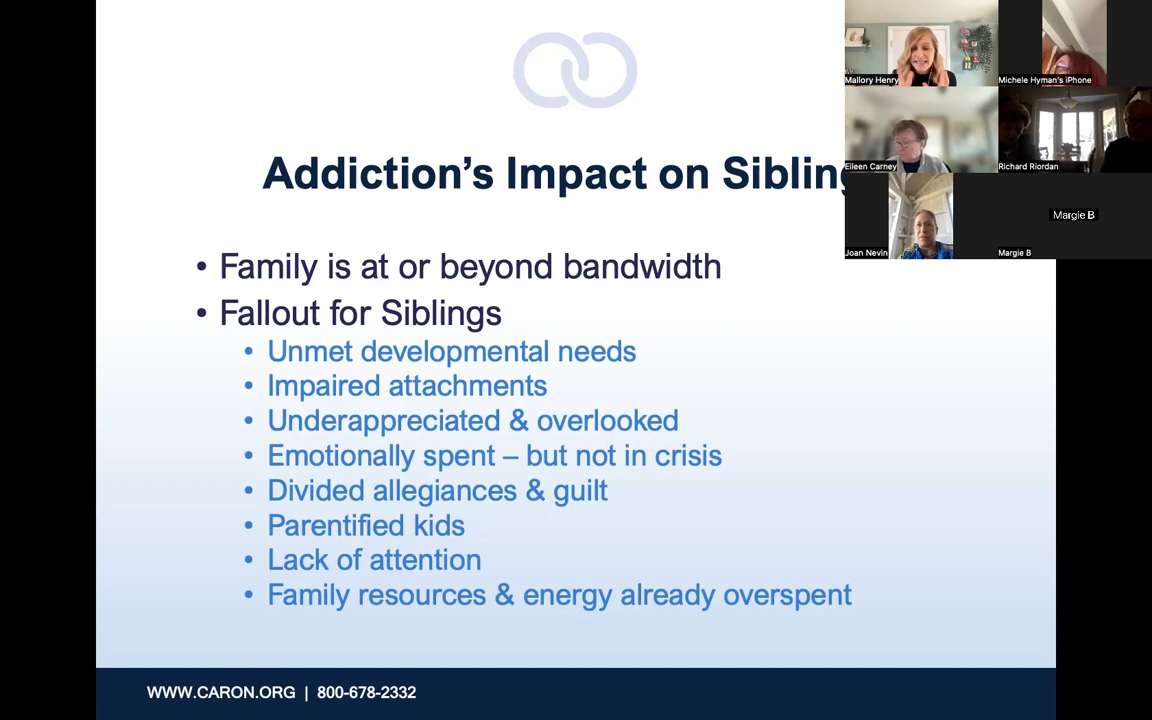 Addiction’s Impact on Sibling
• Family is at or beyond bandwidth
• Fallout for Siblings
• Unmet developmental needs
• Impaired attachments
• Underappreciated & overlooked
• Emotionally spent – but not in crisis
• Divided allegiances & guilt
• Parentified kids
• Lack of attention
• Family resources & energy already overspent
WWW.CARON.ORG | 800-678-2332
Mallory Henry
Michele Hyman's iPhone
Eileen Carney
Richard Riordan
Joan Nevin
Margie B
Margie B